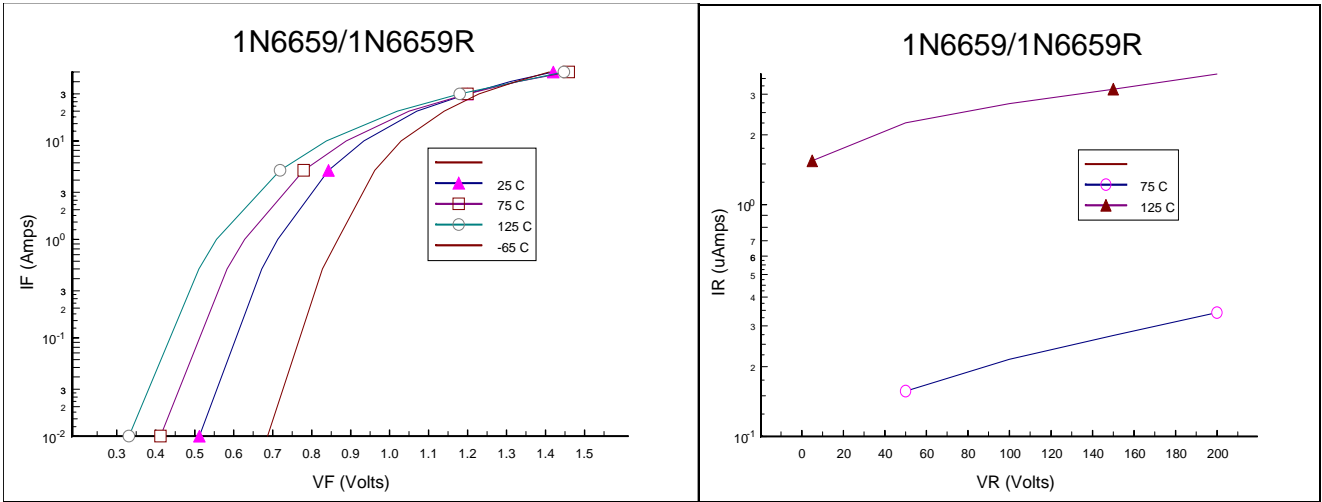 1N6659/1N6659R
3
2
10^1
3
2
10^0
3
2
10^-1
3
2
10^-2
IF (Amps)
0.3 0.4 0.5 0.6 0.7 0.8 0.9 1.0 1.1 1.2 1.3 1.4 1.5
VF (Volts)
25 C
75 C
125 C
-65 C
1N6659/1N6659R
3
2
10^0
7
6
5
4
3
2
10^-1
IR (uAmps)
0 20 40 60 80 100 120 140 160 180 200
VR (Volts)
75 C
125 C